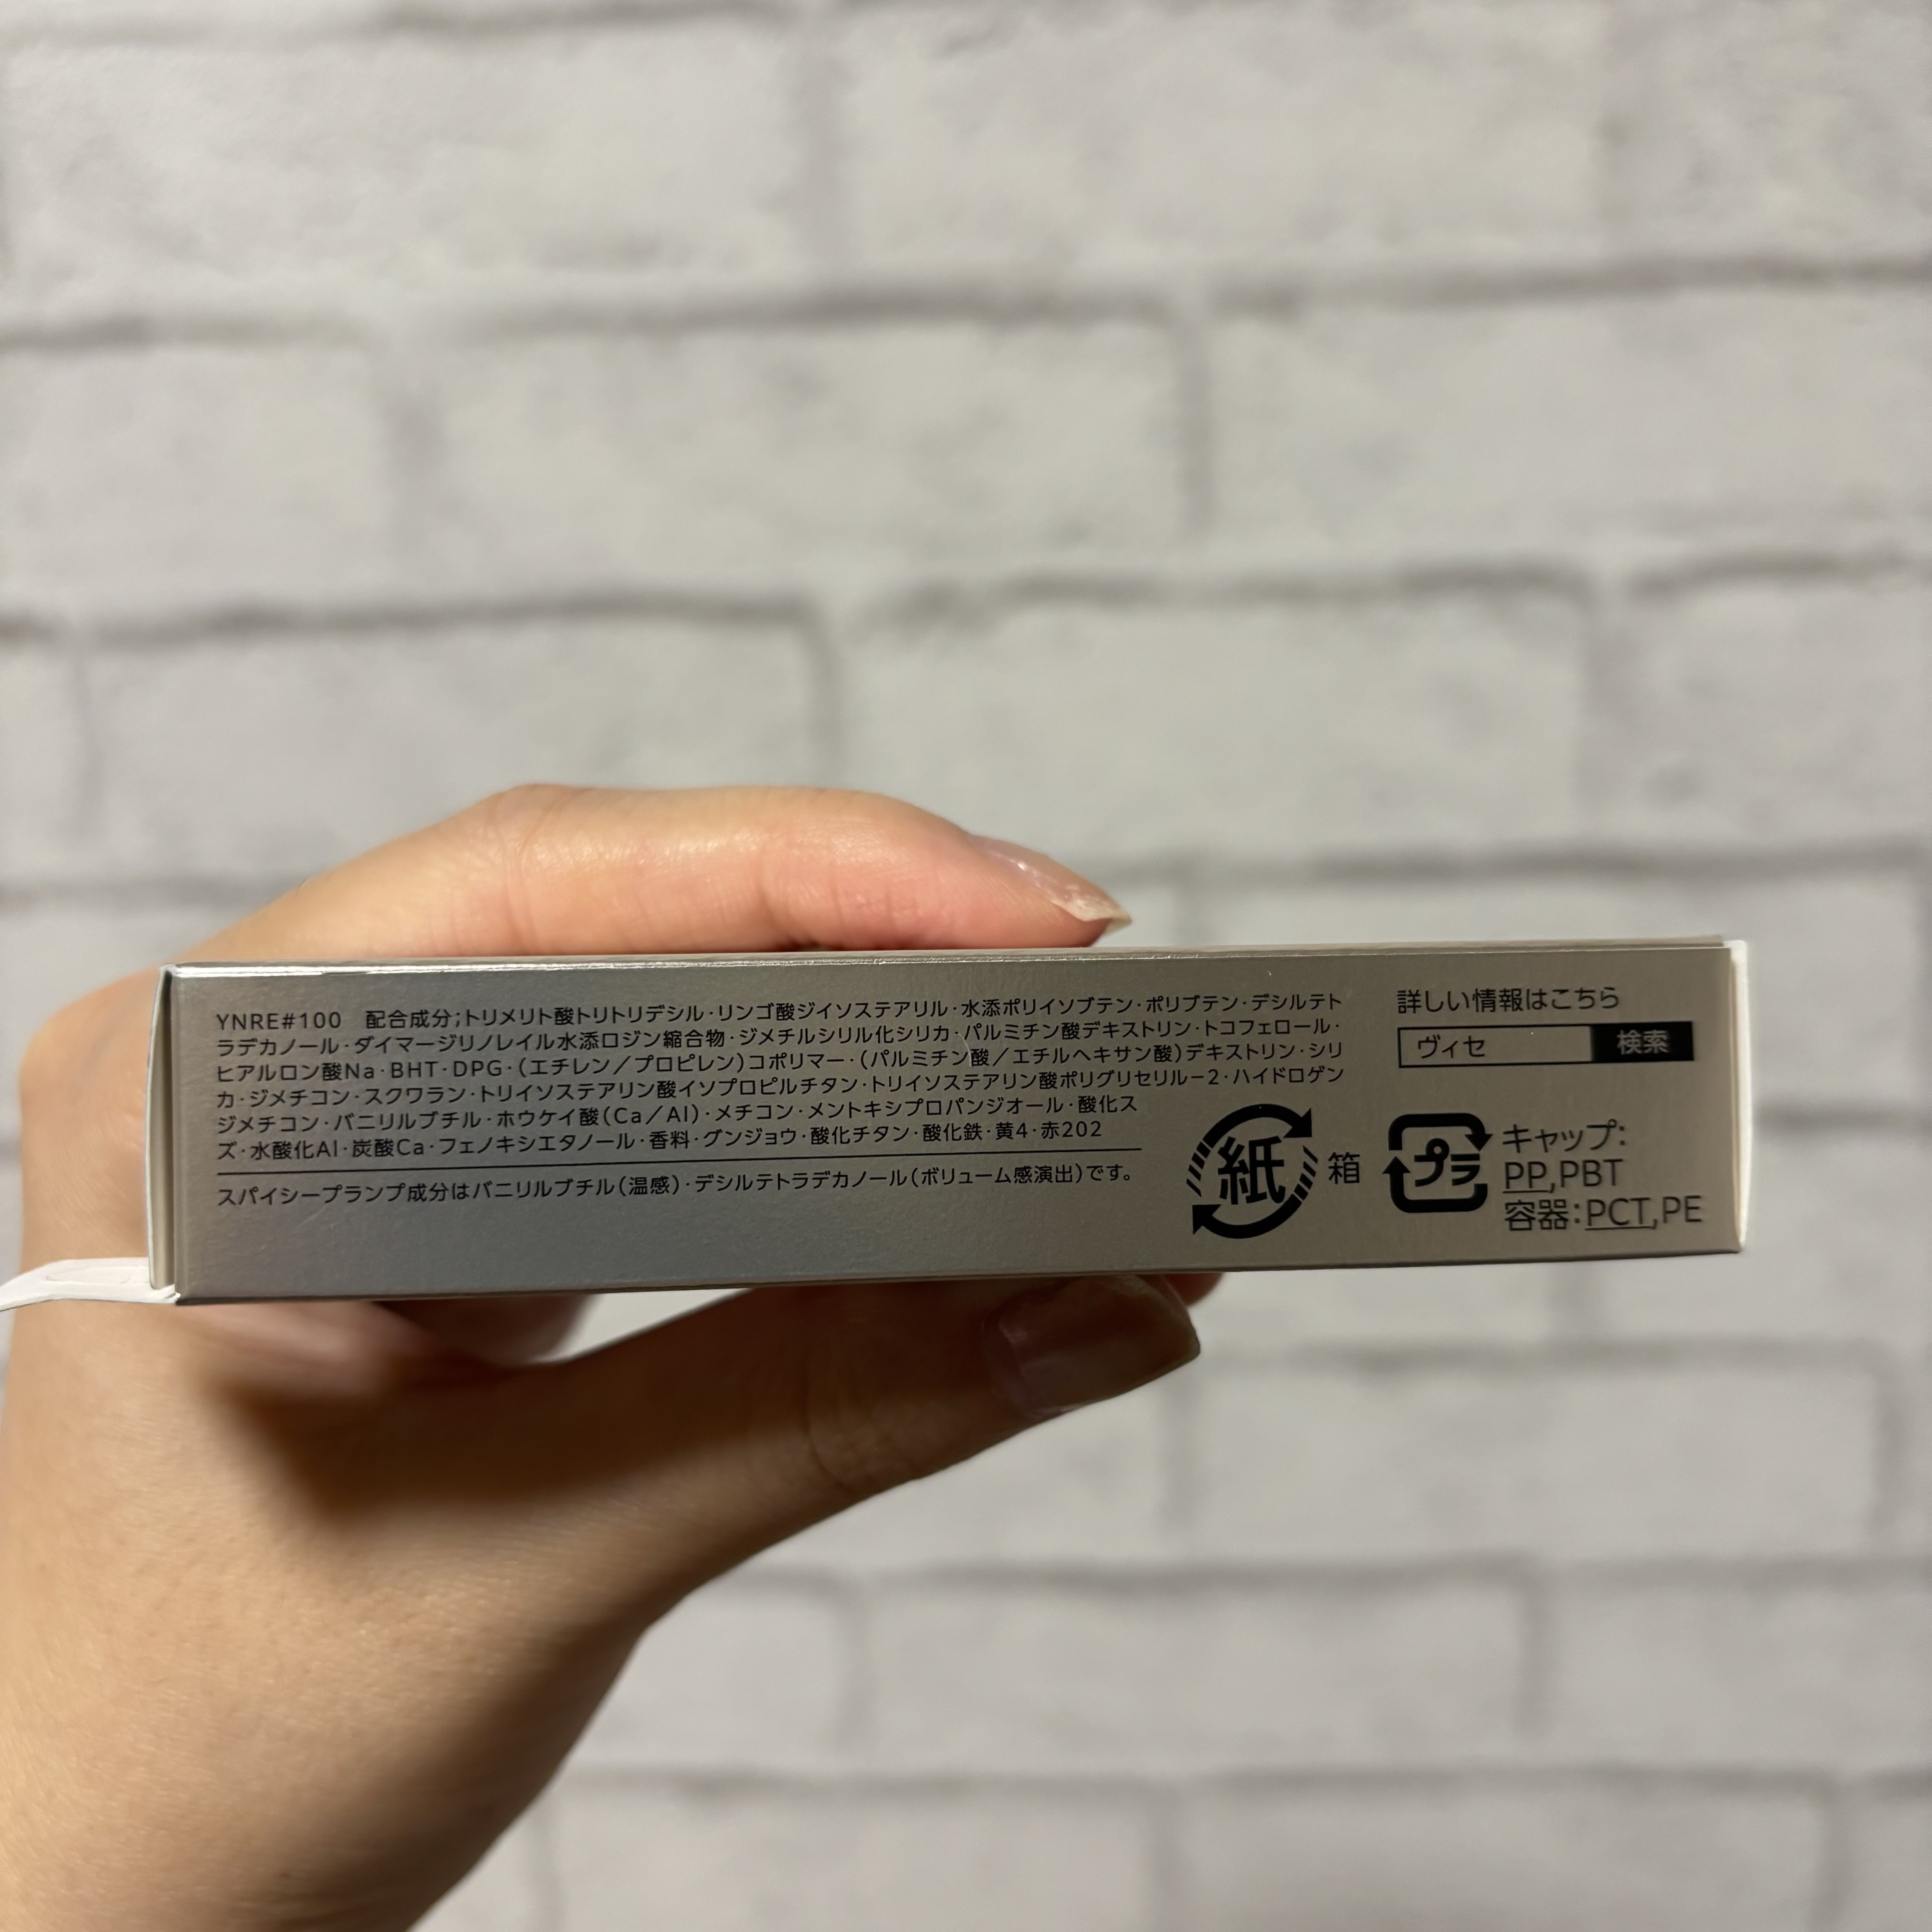 YNRE#100 配合成分;トリメリト酸トリトリデシル・リンゴ酸ジイソステアリル・水添ポリイソブテン・ポリブテン・デシルテト
ラデカノール・ダイマージリノレイル水添ロジン縮合物・ジメチルシリル化シリカ・パルミチン酸デキストリン・トコフェロール・
ヒアルロン酸Na・BHT・DPG・(エチレン/プロピレン)コポリマー・(パルミチン酸/エチルヘキサン酸)デキストリン・シリ
カ・ジメチコン・スクワラン・トリイソステアリン酸イソプロピルチタン・トリイソステアリン酸ポリグリセリル-2・ハイドロゲン
ジメチコン・バニリルブチル・ホウケイ酸(Ca/Al)・メチコン・メントキシプロパンジオール・酸化ス
ズ・水酸化Al・炭酸Ca・フェノキシエタノール・香料・グンジョウ・酸化チタン・酸化鉄・黄4・赤202
スパイシープランプ成分はバニリルブチル(温感)・デシルテトラデカノール(ボリューム感演出)です。
詳しい情報はこちら
ヴィセ 検索
紙 箱
プラ
キャップ:
PP,PBT
容器:PCT,PE